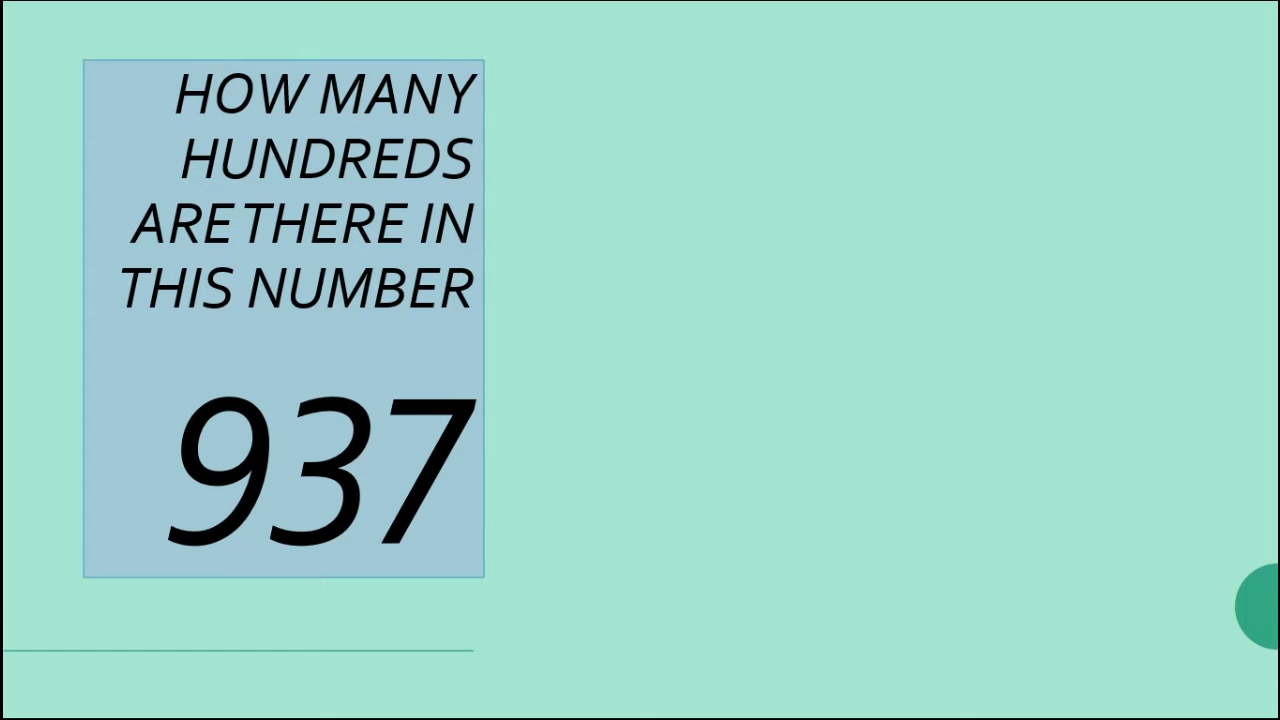 HOW MANY
HUNDREDS
ARE THERE IN
THIS NUMBER
937